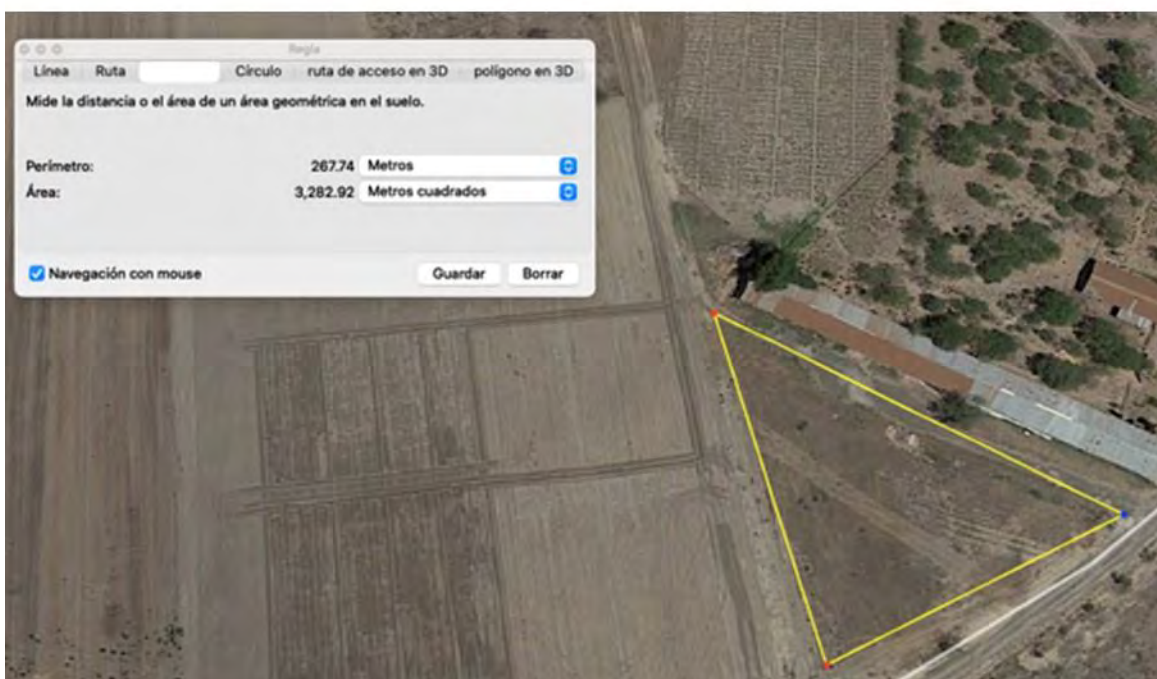 Regla
Línea Ruta Círculo ruta de acceso en 3D polígono en 3D
Mide la distancia o el área de un área geométrica en el suelo.
Perímetro: 267.74 Metros
Área: 3,282.92 Metros cuadrados
Navegación con mouse Guardar Borrar